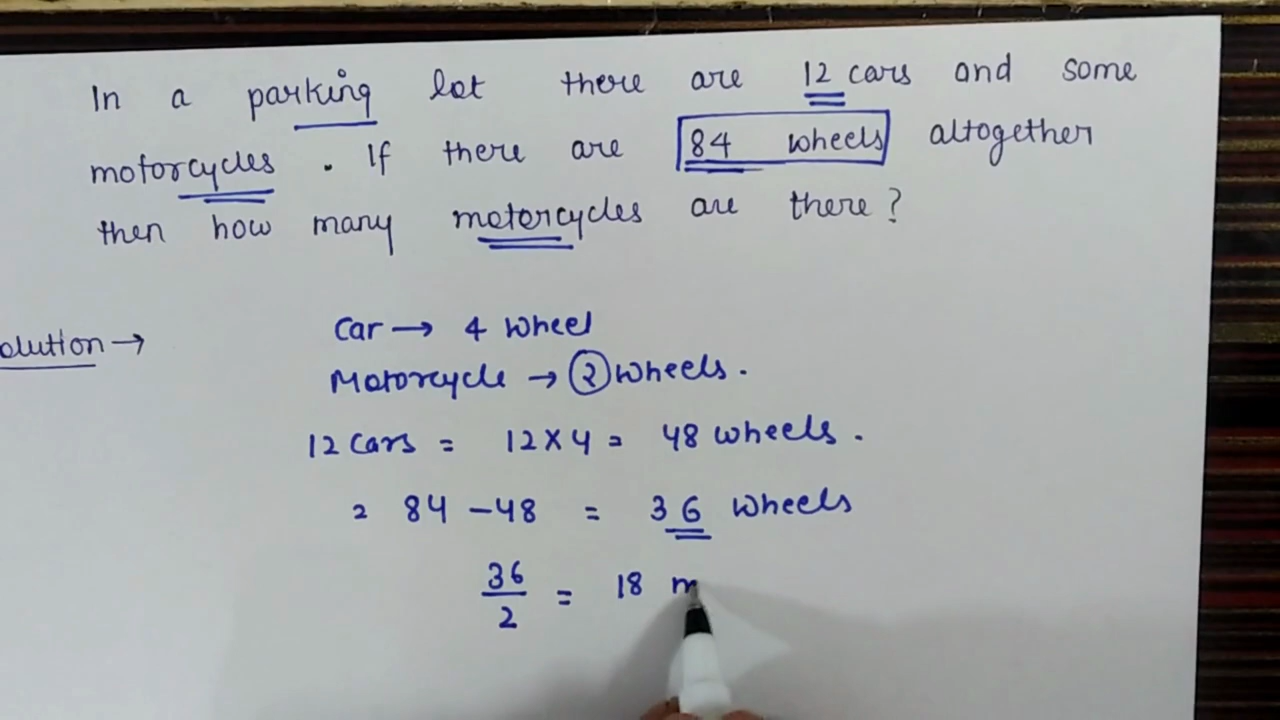 In a parking lot there are 12 cars and some
motorcycles . If there are 84 wheels altogether
then how many motorcycles are there?
olution →
Car → 4 wheel
Motorcycle → 2 wheels.
12 Cars = 12 × 4 = 48 wheels.
= 84 - 48 = 36 wheels
36/2 = 18 m